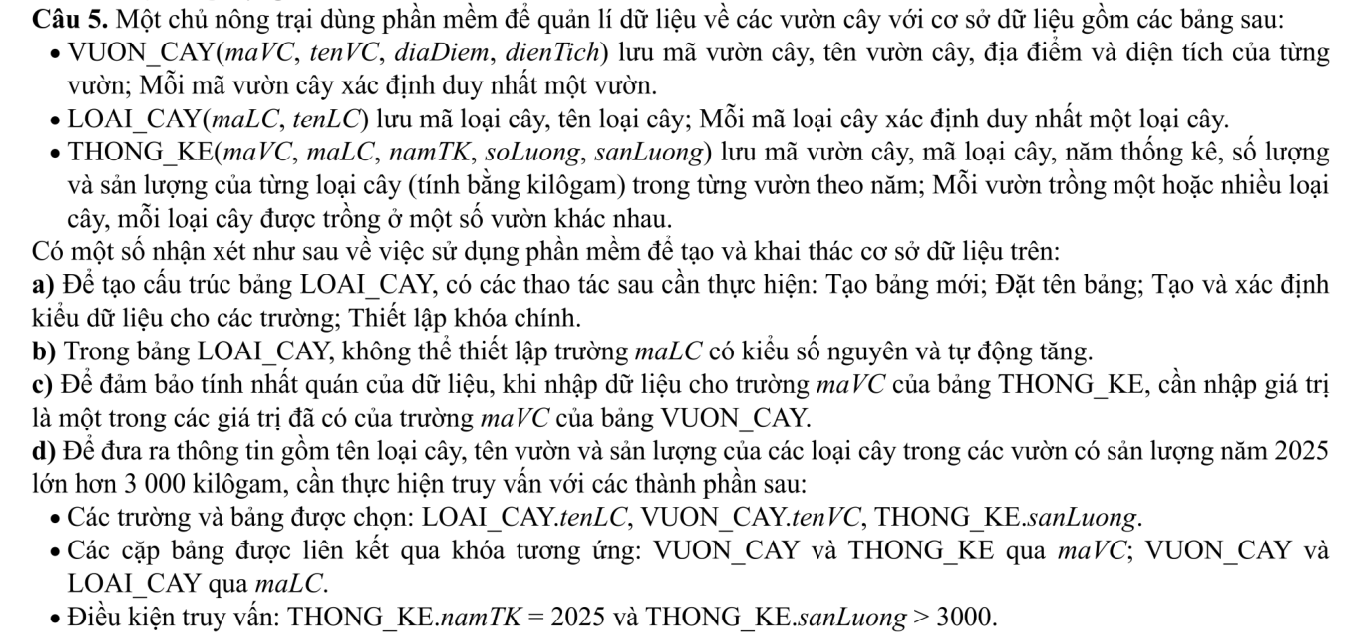 Câu 5. Một chủ nông trại dùng phần mềm để quản lí dữ liệu về các vườn cây với cơ sở dữ liệu gồm các bảng sau:
• VUON_CAY(maVC, tenVC, diaDiem, dienTich) lưu mã vườn cây, tên vườn cây, địa điểm và diện tích của từng
vườn; Mỗi mã vườn cây xác định duy nhất một vườn.
• LOAI_CAY(maLC, tenLC) lưu mã loại cây, tên loại cây; Mỗi mã loại cây xác định duy nhất một loại cây.
• THONG_KE(maVC, maLC, namTK, soLuong, sanLuong) lưu mã vườn cây, mã loại cây, năm thống kê, số lượng
và sản lượng của từng loại cây (tính bằng kilôgam) trong từng vườn theo năm; Mỗi vườn trồng một hoặc nhiều loại
cây, mỗi loại cây được trồng ở một số vườn khác nhau.
Có một số nhận xét như sau về việc sử dụng phần mềm để tạo và khai thác cơ sở dữ liệu trên:
a) Để tạo cấu trúc bảng LOAI_CAY, có các thao tác sau cần thực hiện: Tạo bảng mới; Đặt tên bảng; Tạo và xác định
kiểu dữ liệu cho các trường; Thiết lập khóa chính.
b) Trong bảng LOAI_CAY, không thể thiết lập trường maLC có kiểu số nguyên và tự động tăng.
c) Để đảm bảo tính nhất quán của dữ liệu, khi nhập dữ liệu cho trường maVC của bảng THONG_KE, cần nhập giá trị
là một trong các giá trị đã có của trường maVC của bảng VUON_CAY.
d) Để đưa ra thông tin gồm tên loại cây, tên vườn và sản lượng của các loại cây trong các vườn có sản lượng năm 2025
lớn hơn 3 000 kilôgam, cần thực hiện truy vấn với các thành phần sau:
• Các trường và bảng được chọn: LOAI_CAY.tenLC, VUON_CAY.tenVC, THONG_KE.sanLuong.
• Các cặp bảng được liên kết qua khóa tương ứng: VUON_CAY và THONG_KE qua maVC; VUON_CAY và
LOAI_CAY qua maLC.
• Điều kiện truy vấn: THONG_KE.namTK = 2025 và THONG_KE.sanLuong > 3000.